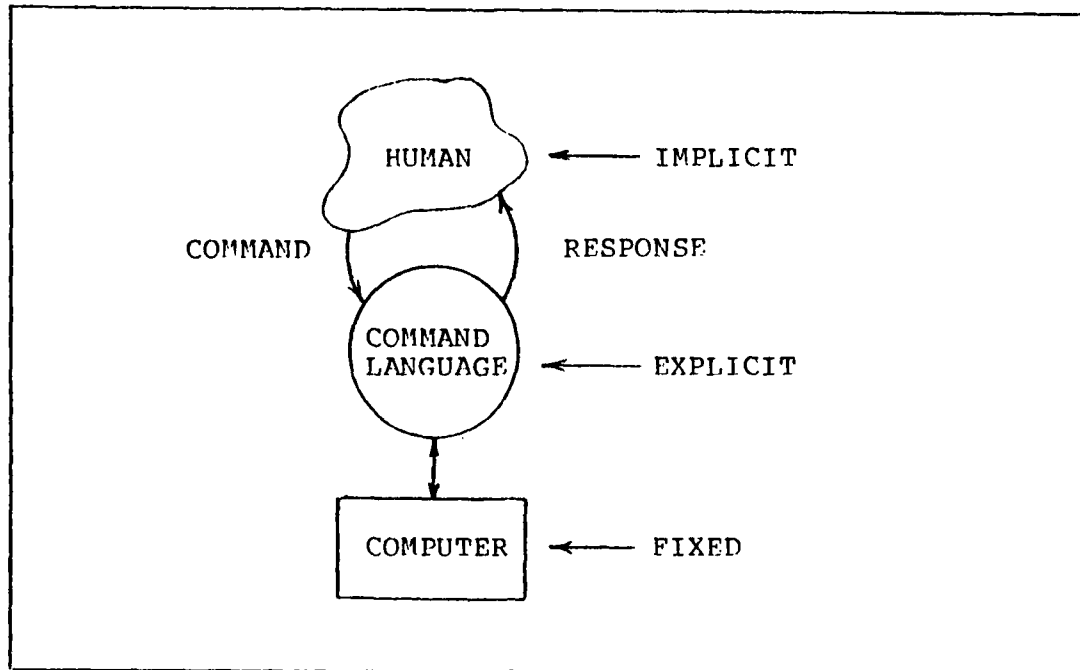 HUMAN
IMPLICIT
COMMAND
RESPONSE
COMMAND
LANGUAGE
EXPLICIT
COMPUTER
FIXED